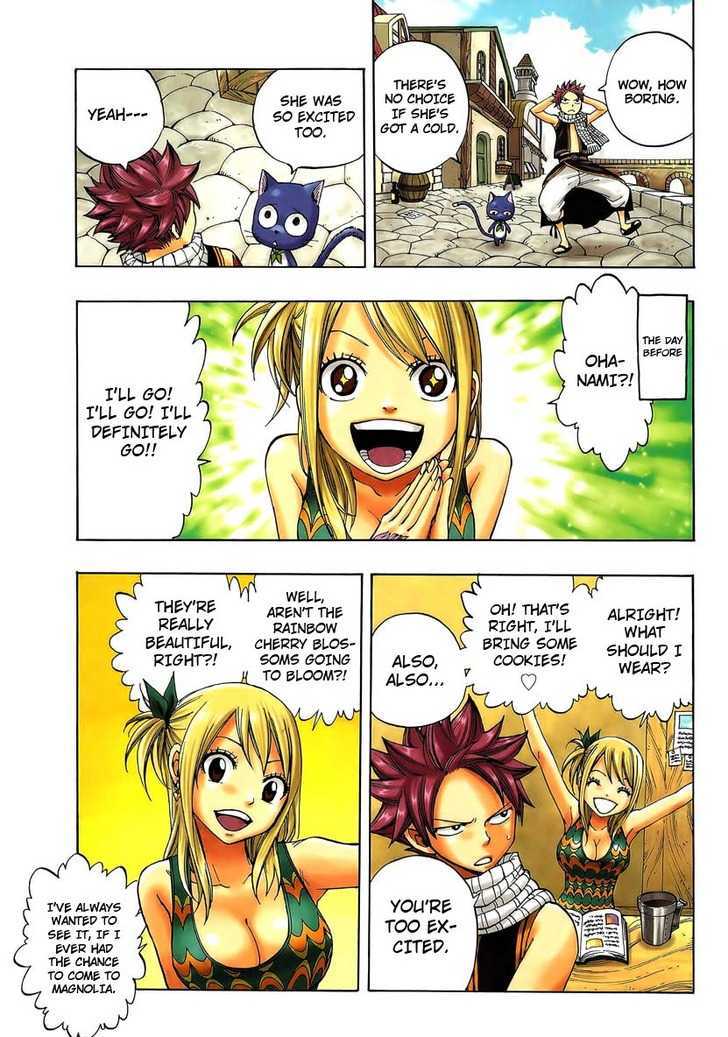 WOW, HOW
BORING.
THERE'S
NO CHOICE
IF SHE'S
GOT A COLD.
SHE WAS
SO EXCITED
TOO.
YEAH---
THE DAY
BEFORE
OHA-
NAMI?!
I'LL GO!
I'LL GO! I'LL
DEFINITELY
GO!!
ALRIGHT!
WHAT
SHOULD I
WEAR?
OH! THAT'S
RIGHT, I'LL
BRING SOME
COOKIES!
♡
ALSO,
ALSO...
YOU'RE
TOO EX-
CITED.
WELL,
AREN'T THE
RAINBOW
CHERRY BLOS-
SOMS GOING
TO BLOOM?!
THEY'RE
REALLY
BEAUTIFUL,
RIGHT?!
I'VE ALWAYS
WANTED TO
SEE IT, IF I
EVER HAD
THE CHANCE
TO COME TO
MAGNOLIA.